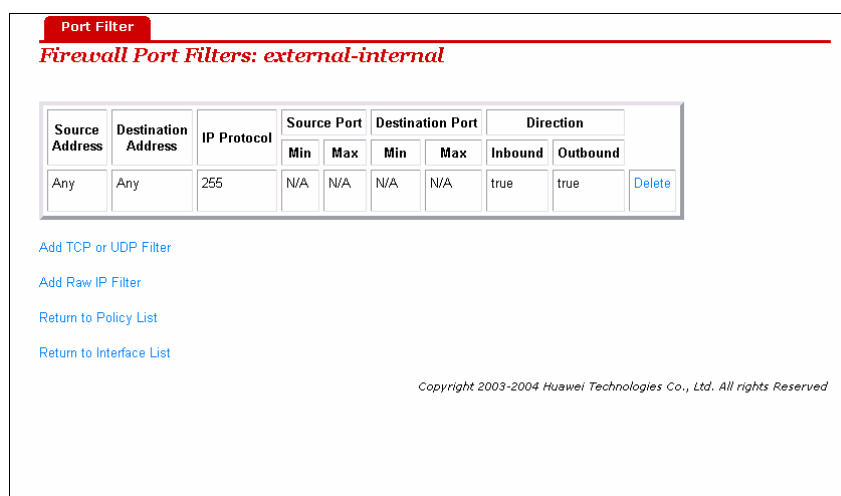 Port Filter
Firewall Port Filters: external-internal
Source Address Destination Address IP Protocol Source Port Destination Port Direction
Min Max Min Max Inbound Outbound
Any Any 255 N/A N/A N/A N/A true true Delete
Add TCP or UDP Filter
Add Raw IP Filter
Return to Policy List
Return to Interface List
Copyright 2003-2004 Huawei Technologies Co., Ltd. All rights Reserved